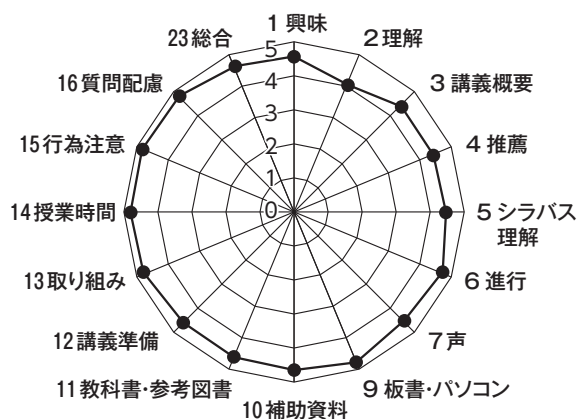 1 興味
2 理解
3 講義概要
4 推薦
5 シラバス
理解
6 進行
7 声
9 板書・パソコン
10 補助資料
11 教科書・参考図書
12 講義準備
13 取り組み
14 授業時間
15 行為注意
16 質問配慮
23 総合
5
4
3
2
1
0